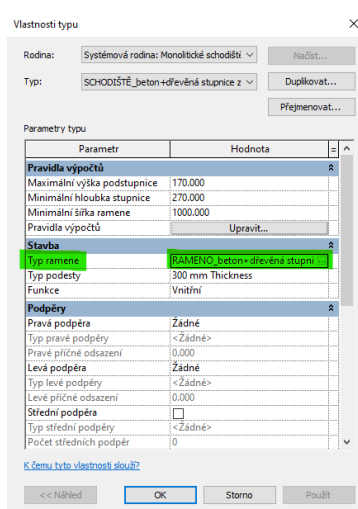 Vlastnosti typu
Rodina: Systémová rodina: Monolitické schodiště Načíst...
Typ: SCHODIŠTĚ_beton+dřevěná stupnice z Duplikovat...
Přejmenovat...
Parametry typu
Parametr Hodnota =
Pravidla výpočtů
Maximální výška podstupnice 170.000
Minimální hloubka stupnice 270.000
Minimální šířka ramene 1000.000
Pravidla výpočtů Upravit...
Stavba
Typ ramene RAMENO_beton+dřevěná stupni ...
Typ podesty 300 mm Thickness
Funkce Vnitřní
Podpěry
Pravá podpěra Žádné
Typ pravé podpěry <Žádné>
Pravé příčné odsazení 0.000
Levá podpěra Žádné
Typ levé podpěry <Žádné>
Levé příčné odsazení 0.000
Střední podpěra
Typ střední podpěry <Žádné>
Počet středních podpěr 0
K čemu tyto vlastnosti slouží?
<< Náhled OK Storno Použít